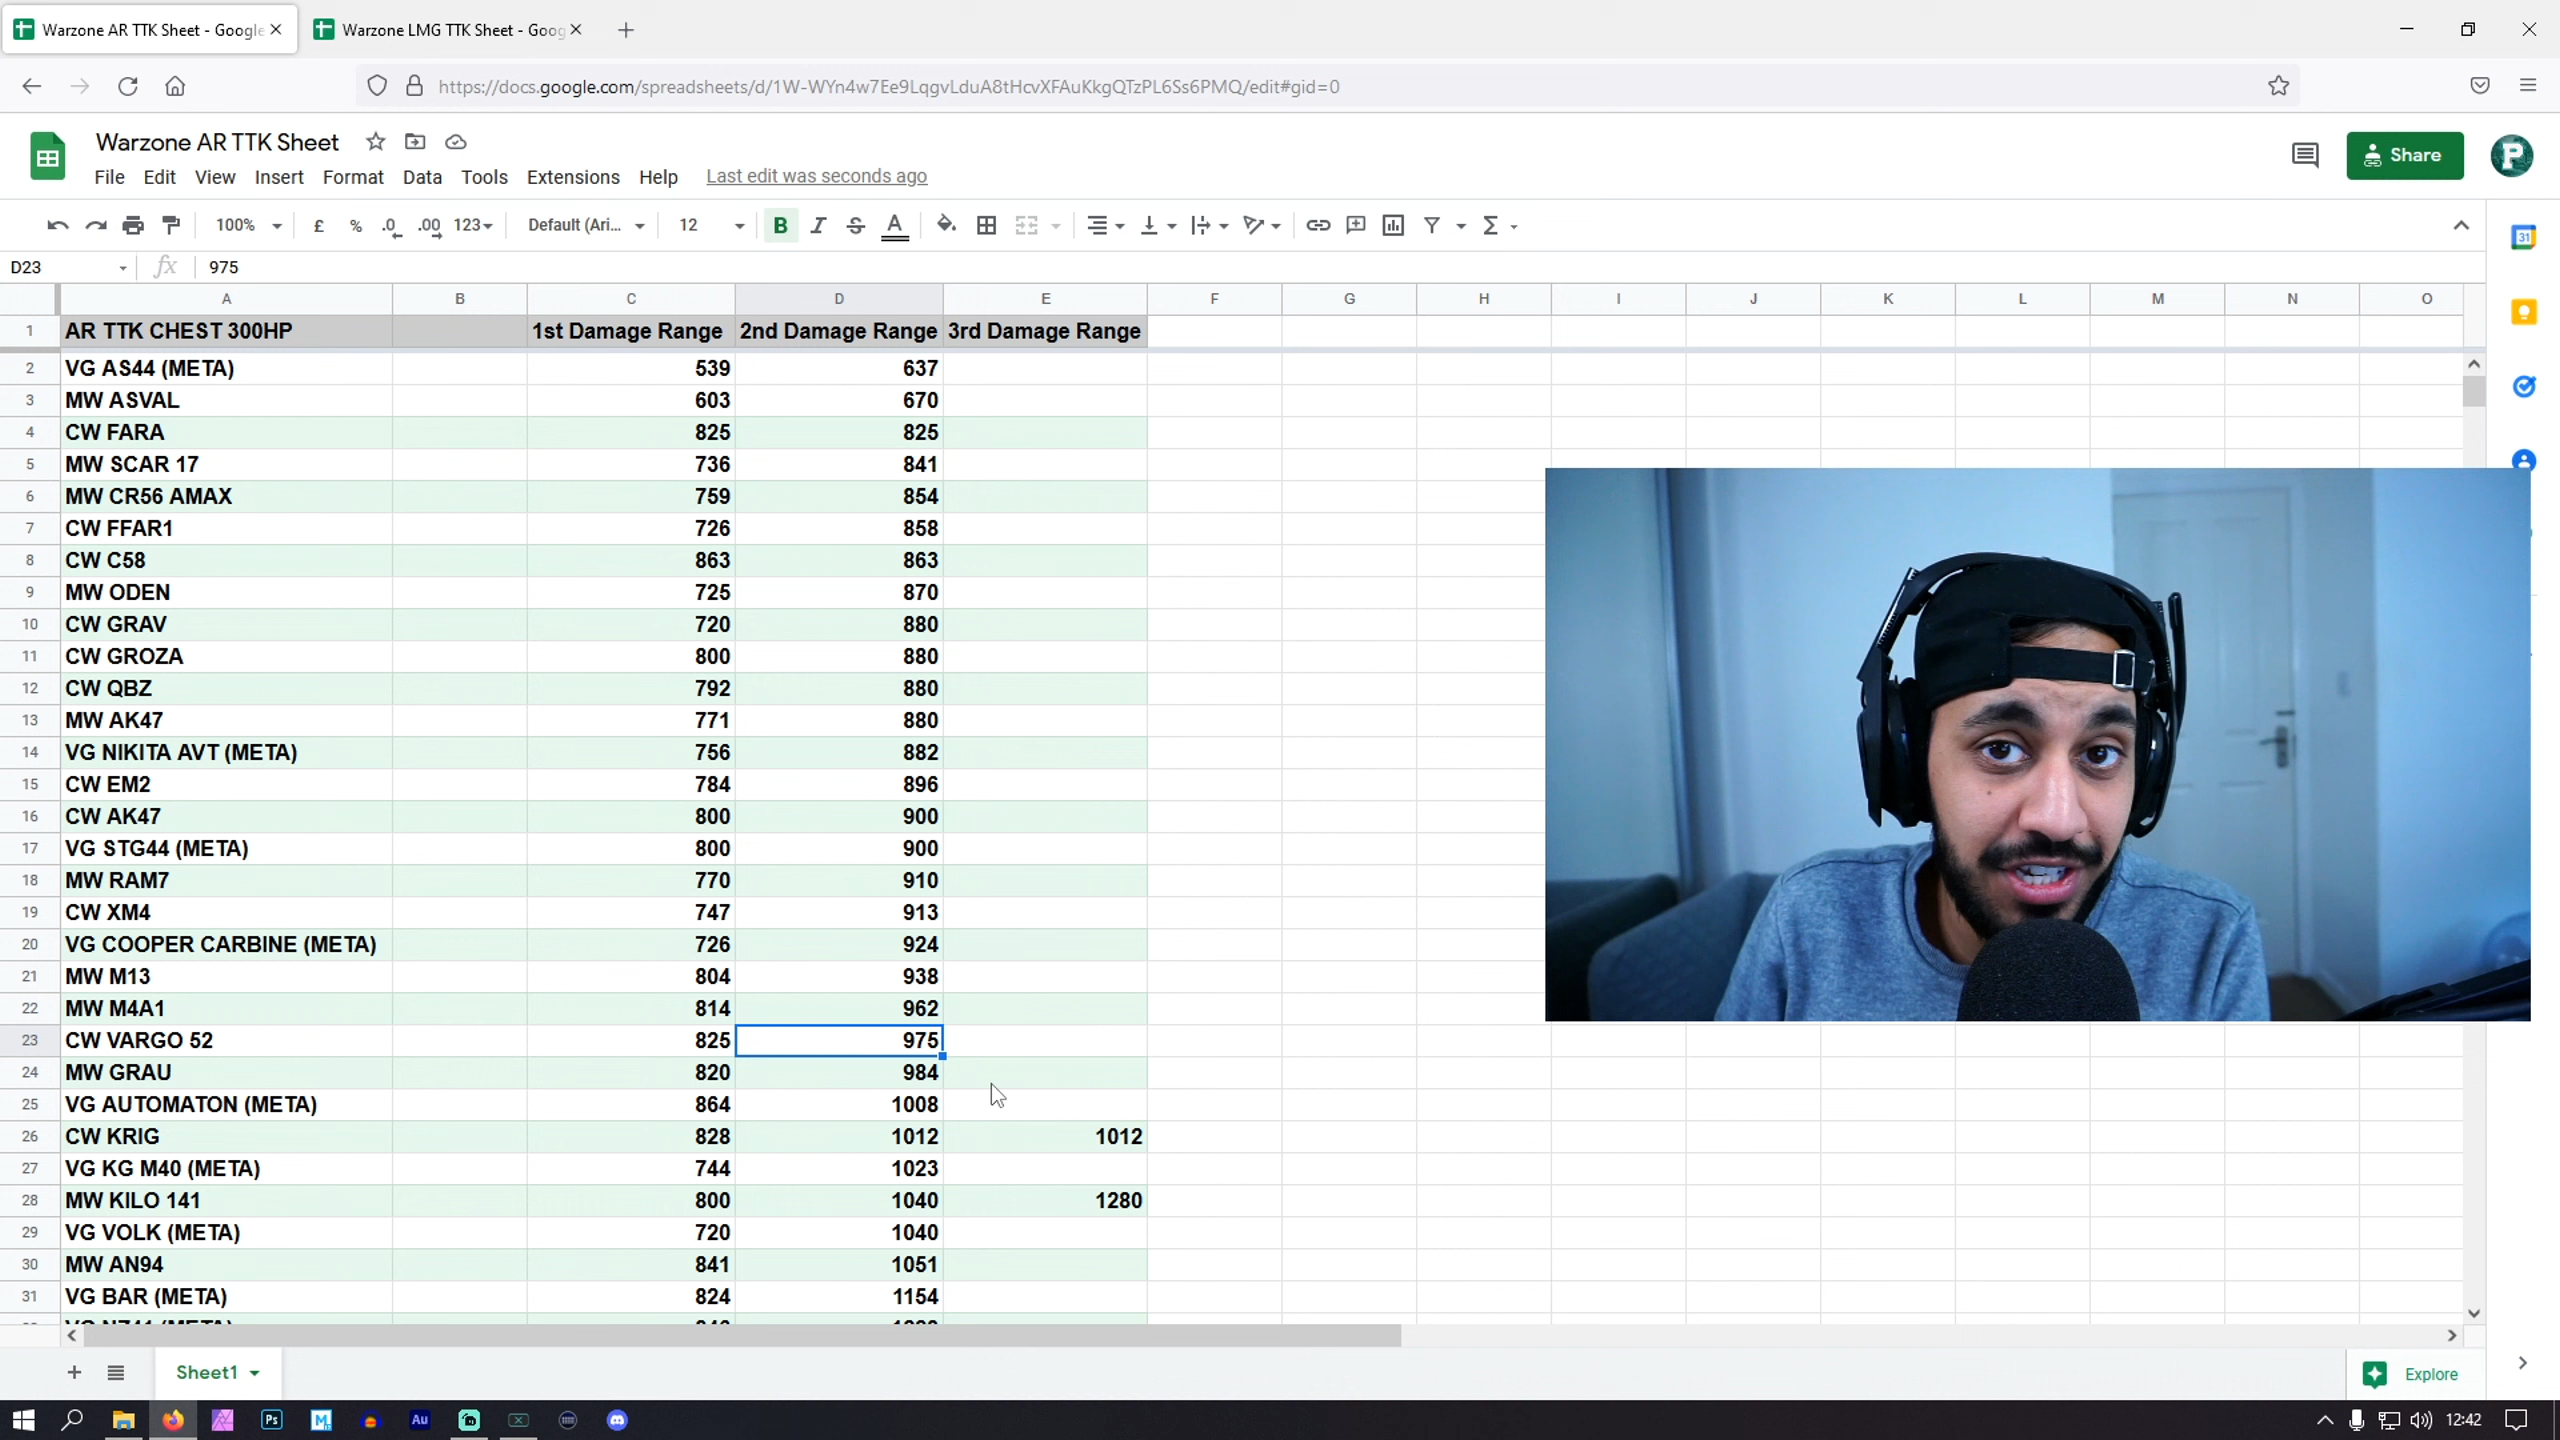 Warzone AR TTK Sheet - Google
Warzone LMG TTK Sheet - Goog
https://docs.google.com/spreadsheets/d/1W-WYn4w7Ee9LqgvLduA8tHcvXFAuKkgQTzPL6Ss6PMQ/edit#gid=0
Warzone AR TTK Sheet
Share
P
File Edit View Insert Format Data Tools Extensions Help Last edit was seconds ago
100% £ % .0 .00 123 Default (Ari... 12 B I S A Σ
31
D23 fx 975
A B C D E F G H I J K L M N O
1 AR TTK CHEST 300HP 1st Damage Range 2nd Damage Range 3rd Damage Range
2 VG AS44 (META) 539 637
3 MW ASVAL 603 670
4 CW FARA 825 825
5 MW SCAR 17 736 841
6 MW CR56 AMAX 759 854
7 CW FFAR1 726 858
8 CW C58 863 863
9 MW ODEN 725 870
10 CW GRAV 720 880
11 CW GROZA 800 880
12 CW QBZ 792 880
13 MW AK47 771 880
14 VG NIKITA AVT (META) 756 882
15 CW EM2 784 896
16 CW AK47 800 900
17 VG STG44 (META) 800 900
18 MW RAM7 770 910
19 CW XM4 747 913
20 VG COOPER CARBINE (META) 726 924
21 MW M13 804 938
22 MW M4A1 814 962
23 CW VARGO 52 825 975
24 MW GRAU 820 984
25 VG AUTOMATON (META) 864 1008
26 CW KRIG 828 1012 1012
27 VG KG M40 (META) 744 1023
28 MW KILO 141 800 1040 1280
29 VG VOLK (META) 720 1040
30 MW AN94 841 1051
31 VG BAR (META) 824 1154
Sheet1
Explore
Ps M Au 12:42